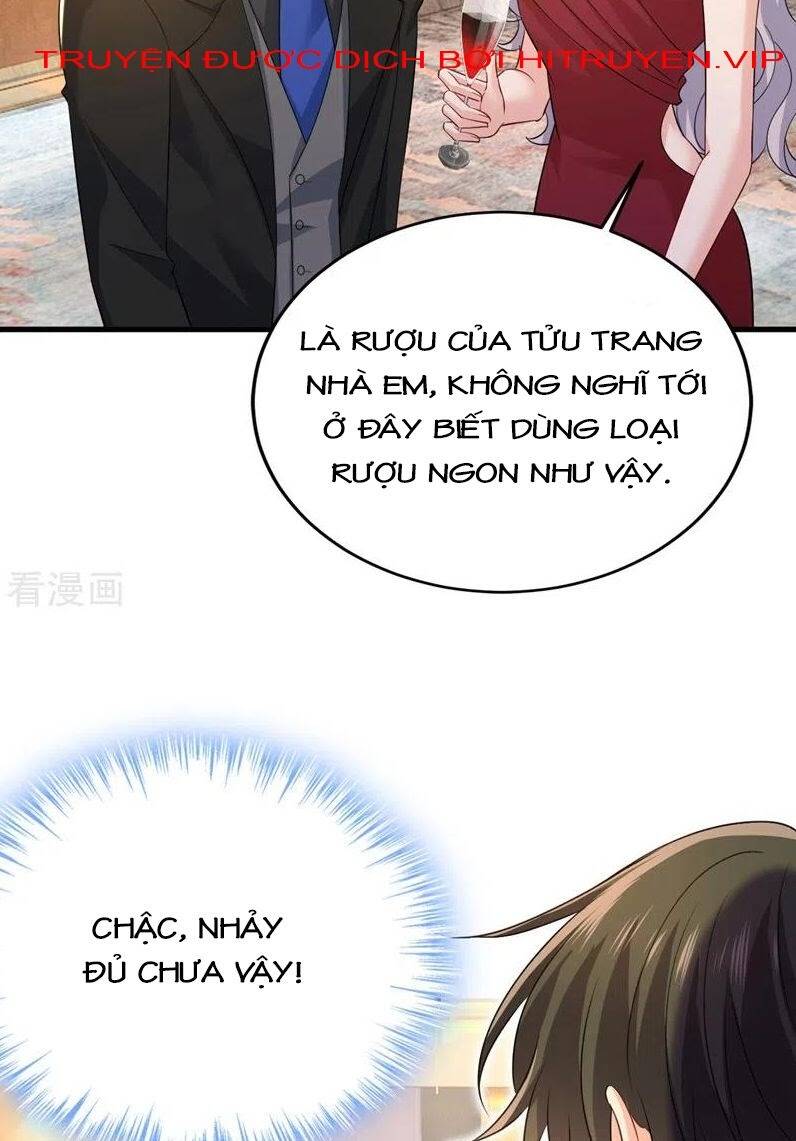 TRUYỆN ĐƯỢC DỊCH BỞI HITRUYEN.VIP
LÀ RƯỢU CỦA TỬU TRANG
NHÀ EM, KHÔNG NGHĨ TỚI
Ở ĐÂY BIẾT DÙNG LOẠI
RƯỢU NGON NHƯ VẬY.
看漫画
CHẬC, NHẢY
ĐỦ CHƯA VẬY!